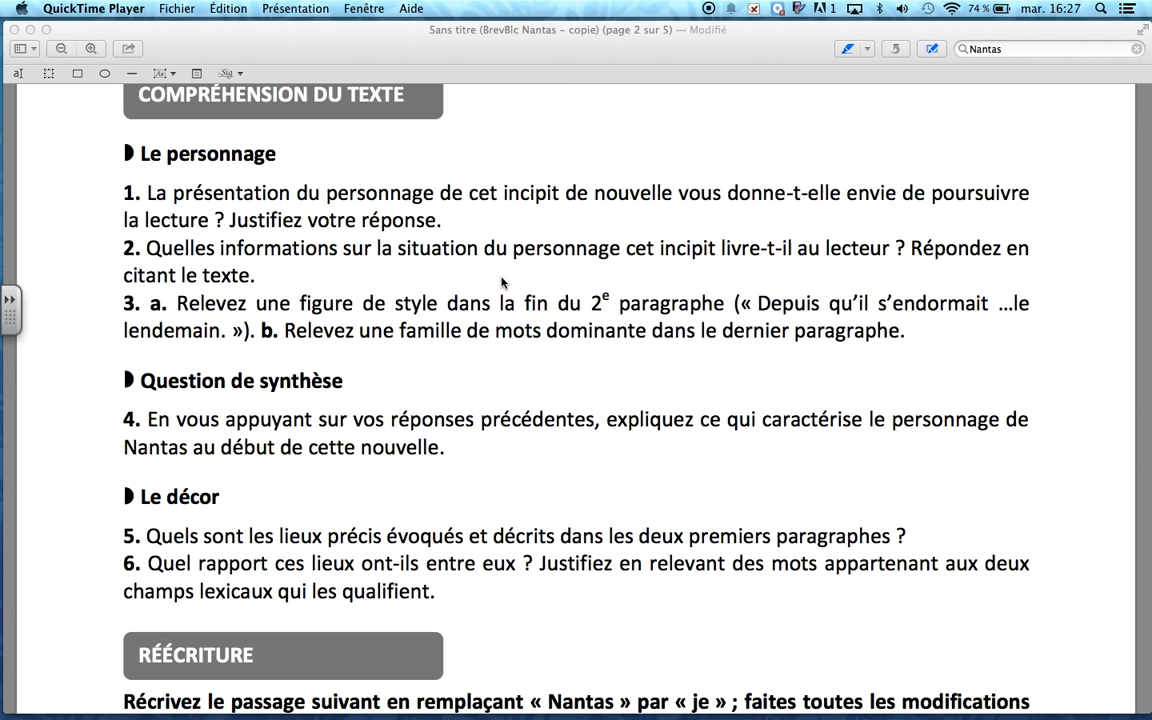 QuickTime Player Fichier Édition Présentation Fenêtre Aide 1 74 % mar. 16:27
Sans titre (BrevBlc Nantas – copie) (page 2 sur 5) — Modifié
Nantas
COMPRÉHENSION DU TEXTE
Le personnage
1. La présentation du personnage de cet incipit de nouvelle vous donne-t-elle envie de poursuivre
la lecture ? Justifiez votre réponse.
2. Quelles informations sur la situation du personnage cet incipit livre-t-il au lecteur ? Répondez en
citant le texte.
3. a. Relevez une figure de style dans la fin du 2e paragraphe (« Depuis qu’il s’endormait ...le
lendemain. »). b. Relevez une famille de mots dominante dans le dernier paragraphe.
Question de synthèse
4. En vous appuyant sur vos réponses précédentes, expliquez ce qui caractérise le personnage de
Nantas au début de cette nouvelle.
Le décor
5. Quels sont les lieux précis évoqués et décrits dans les deux premiers paragraphes ?
6. Quel rapport ces lieux ont-ils entre eux ? Justifiez en relevant des mots appartenant aux deux
champs lexicaux qui les qualifient.
RÉÉCRITURE
Récrivez le passage suivant en remplaçant « Nantas » par « je » ; faites toutes les modifications